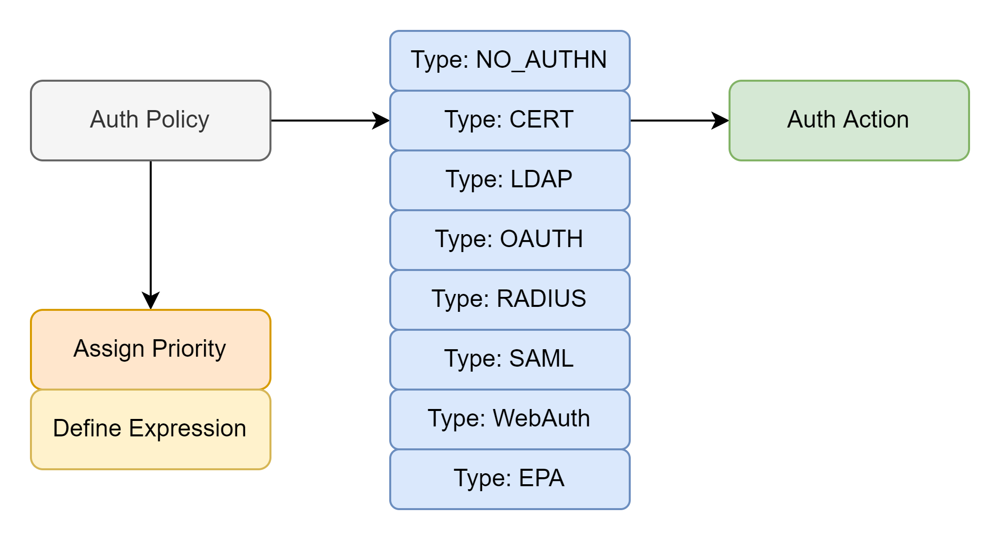 Auth Policy
Assign Priority
Define Expression
Type: NO_AUTHN
Type: CERT
Type: LDAP
Type: OAUTH
Type: RADIUS
Type: SAML
Type: WebAuth
Type: EPA
Auth Action